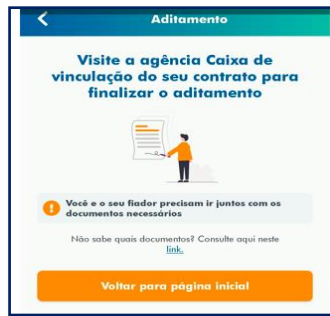 Aditamento
Visite a agência Caixa de
vinculação do seu contrato para
finalizar o aditamento
Você e o seu fiador precisam ir juntos com os
documentos necessários
Não sabe quais documentos? Consulte aqui neste
link.
Voltar para página inicial